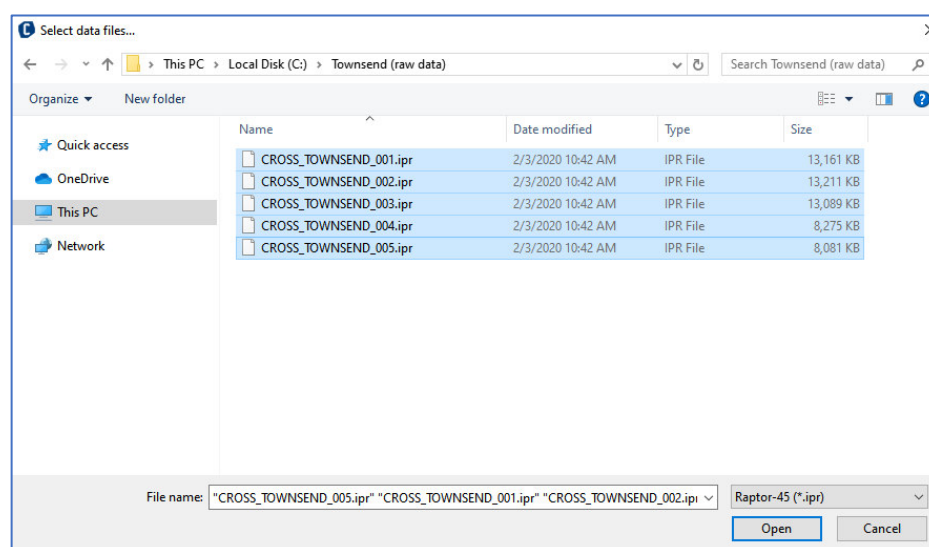 Select data files...
This PC > Local Disk (C:) > Townsend (raw data)
Search Townsend (raw data)
Organize
New folder
Name
Date modified
Type
Size
Quick access
OneDrive
This PC
Network
CROSS_TOWNSEND_001.ipr 2/3/2020 10:42 AM IPR File 13,161 KB
CROSS_TOWNSEND_002.ipr 2/3/2020 10:42 AM IPR File 13,211 KB
CROSS_TOWNSEND_003.ipr 2/3/2020 10:42 AM IPR File 13,089 KB
CROSS_TOWNSEND_004.ipr 2/3/2020 10:42 AM IPR File 8,275 KB
CROSS_TOWNSEND_005.ipr 2/3/2020 10:42 AM IPR File 8,081 KB
File name: "CROSS_TOWNSEND_005.ipr" "CROSS_TOWNSEND_001.ipr" "CROSS_TOWNSEND_002.ipr
Raptor-45 (*.ipr)
Open
Cancel